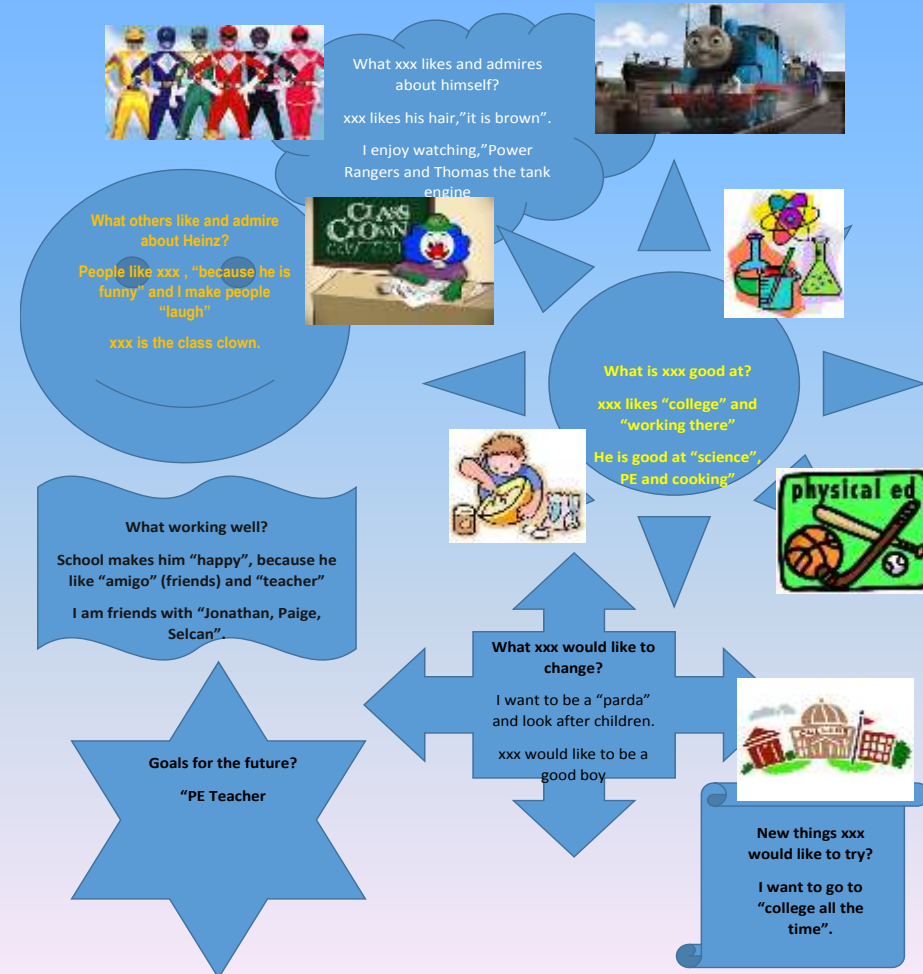 What xxx likes and admires
about himself?
xxx likes his hair,”it is brown”.
I enjoy watching,”Power
Rangers and Thomas the tank
engine
What others like and admire
about Heinz?
People like xxx , “because he is
funny” and I make people
“laugh”
xxx is the class clown.
CLASS
CLOWN
What is xxx good at?
xxx likes “college” and
“working there”
He is good at “science”,
PE and cooking”
physical ed
What working well?
School makes him “happy”, because he
like “amigo” (friends) and “teacher”
I am friends with “Jonathan, Paige,
Selcan”.
What xxx would like to
change?
I want to be a “parda”
and look after children.
xxx would like to be a
good boy
Goals for the future?
“PE Teacher
New things xxx
would like to try?
I want to go to
“college all the
time”.